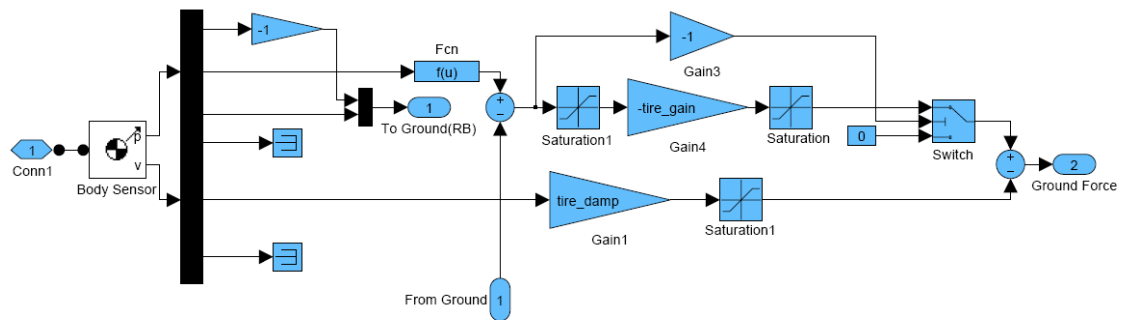 -1
Fcn
f(u)
-1
Gain3
+
−
1
To Ground(RB)
Saturation1
-tire_gain
Gain4
Saturation
0
Switch
1
Conn1
p
v
Body Sensor
+
−
2
Ground Force
tire_damp
Gain1
Saturation1
From Ground
1